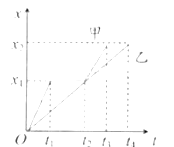 x
甲
x₂
乙
x₁
O t₁ t₂ t₃ t₄ t